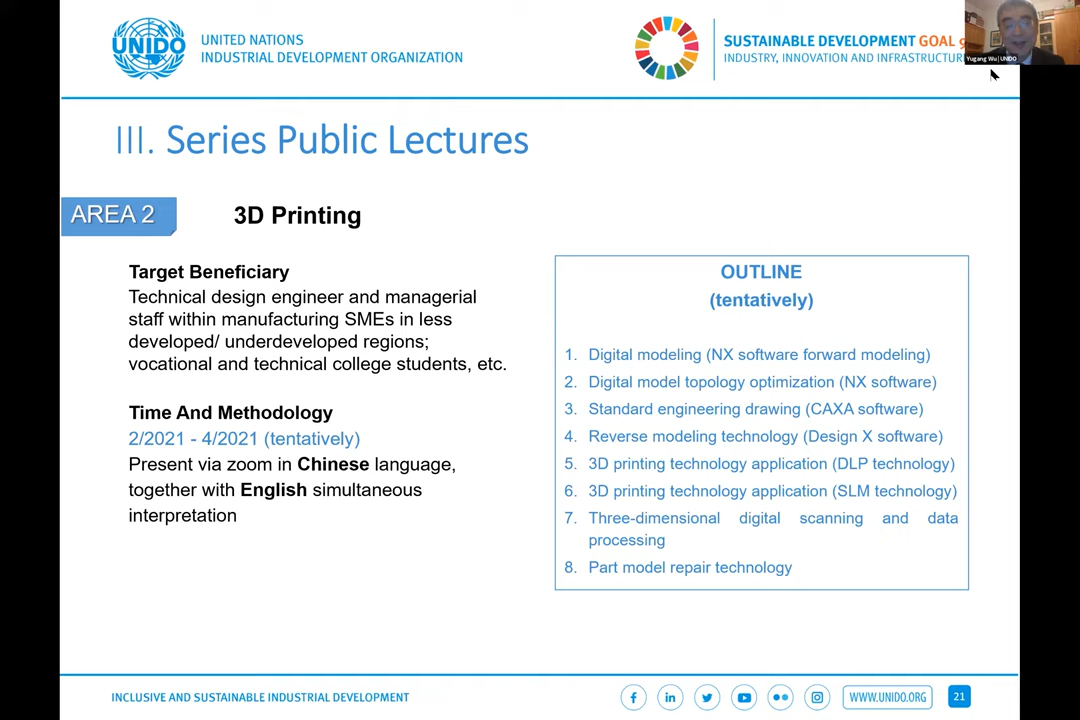 UNIDO
UNITED NATIONS
INDUSTRIAL DEVELOPMENT ORGANIZATION
SUSTAINABLE DEVELOPMENT GOAL 9
INDUSTRY, INNOVATION AND INFRASTRUCTURE
Yugang Wu | UNIDO
III. Series Public Lectures
AREA 2
3D Printing
Target Beneficiary
Technical design engineer and managerial
staff within manufacturing SMEs in less
developed/ underdeveloped regions;
vocational and technical college students, etc.
Time And Methodology
2/2021 - 4/2021 (tentatively)
Present via zoom in Chinese language,
together with English simultaneous
interpretation
OUTLINE
(tentatively)
1. Digital modeling (NX software forward modeling)
2. Digital model topology optimization (NX software)
3. Standard engineering drawing (CAXA software)
4. Reverse modeling technology (Design X software)
5. 3D printing technology application (DLP technology)
6. 3D printing technology application (SLM technology)
7. Three-dimensional digital scanning and data
processing
8. Part model repair technology
INCLUSIVE AND SUSTAINABLE INDUSTRIAL DEVELOPMENT
WWW.UNIDO.ORG
21